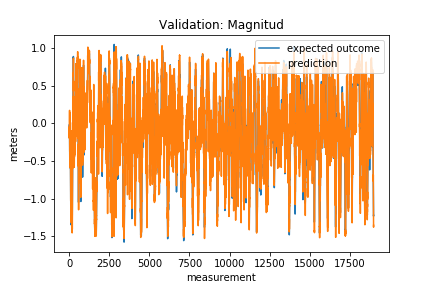 Validation: Magnitud
expected outcome
prediction
1.0
0.5
0.0
−0.5
−1.0
−1.5
meters
0 2500 5000 7500 10000 12500 15000 17500
measurement